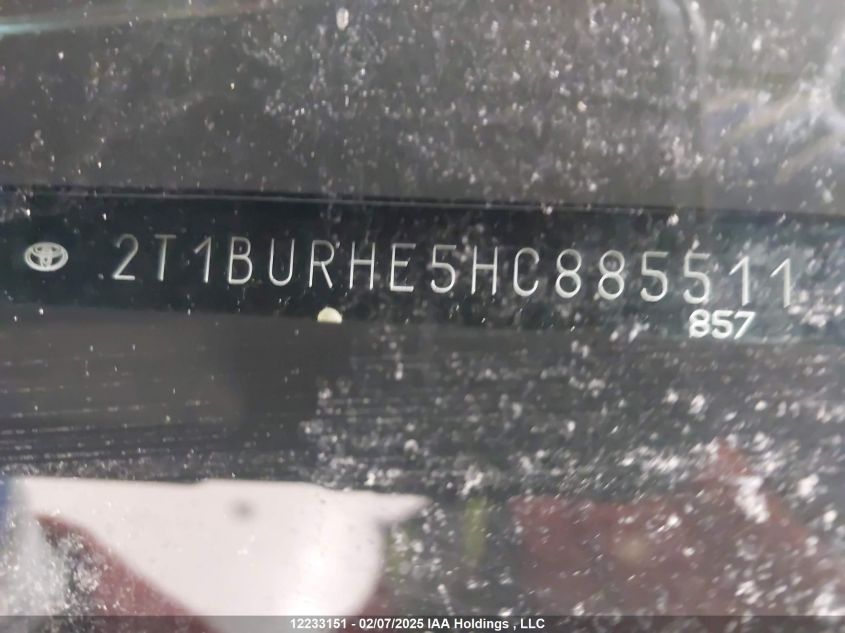 2T1BURHE5HC885511
857
12233151 - 02/07/2025 IAA Holdings , LLC